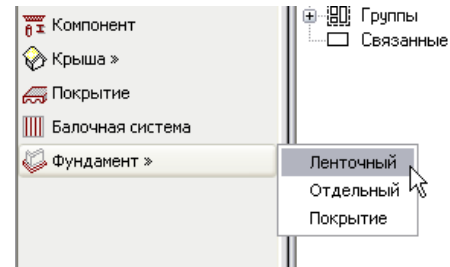 Компонент
Крыша »
Покрытие
Балочная система
Фундамент »
Группы
Связанные
Ленточный
Отдельный
Покрытие